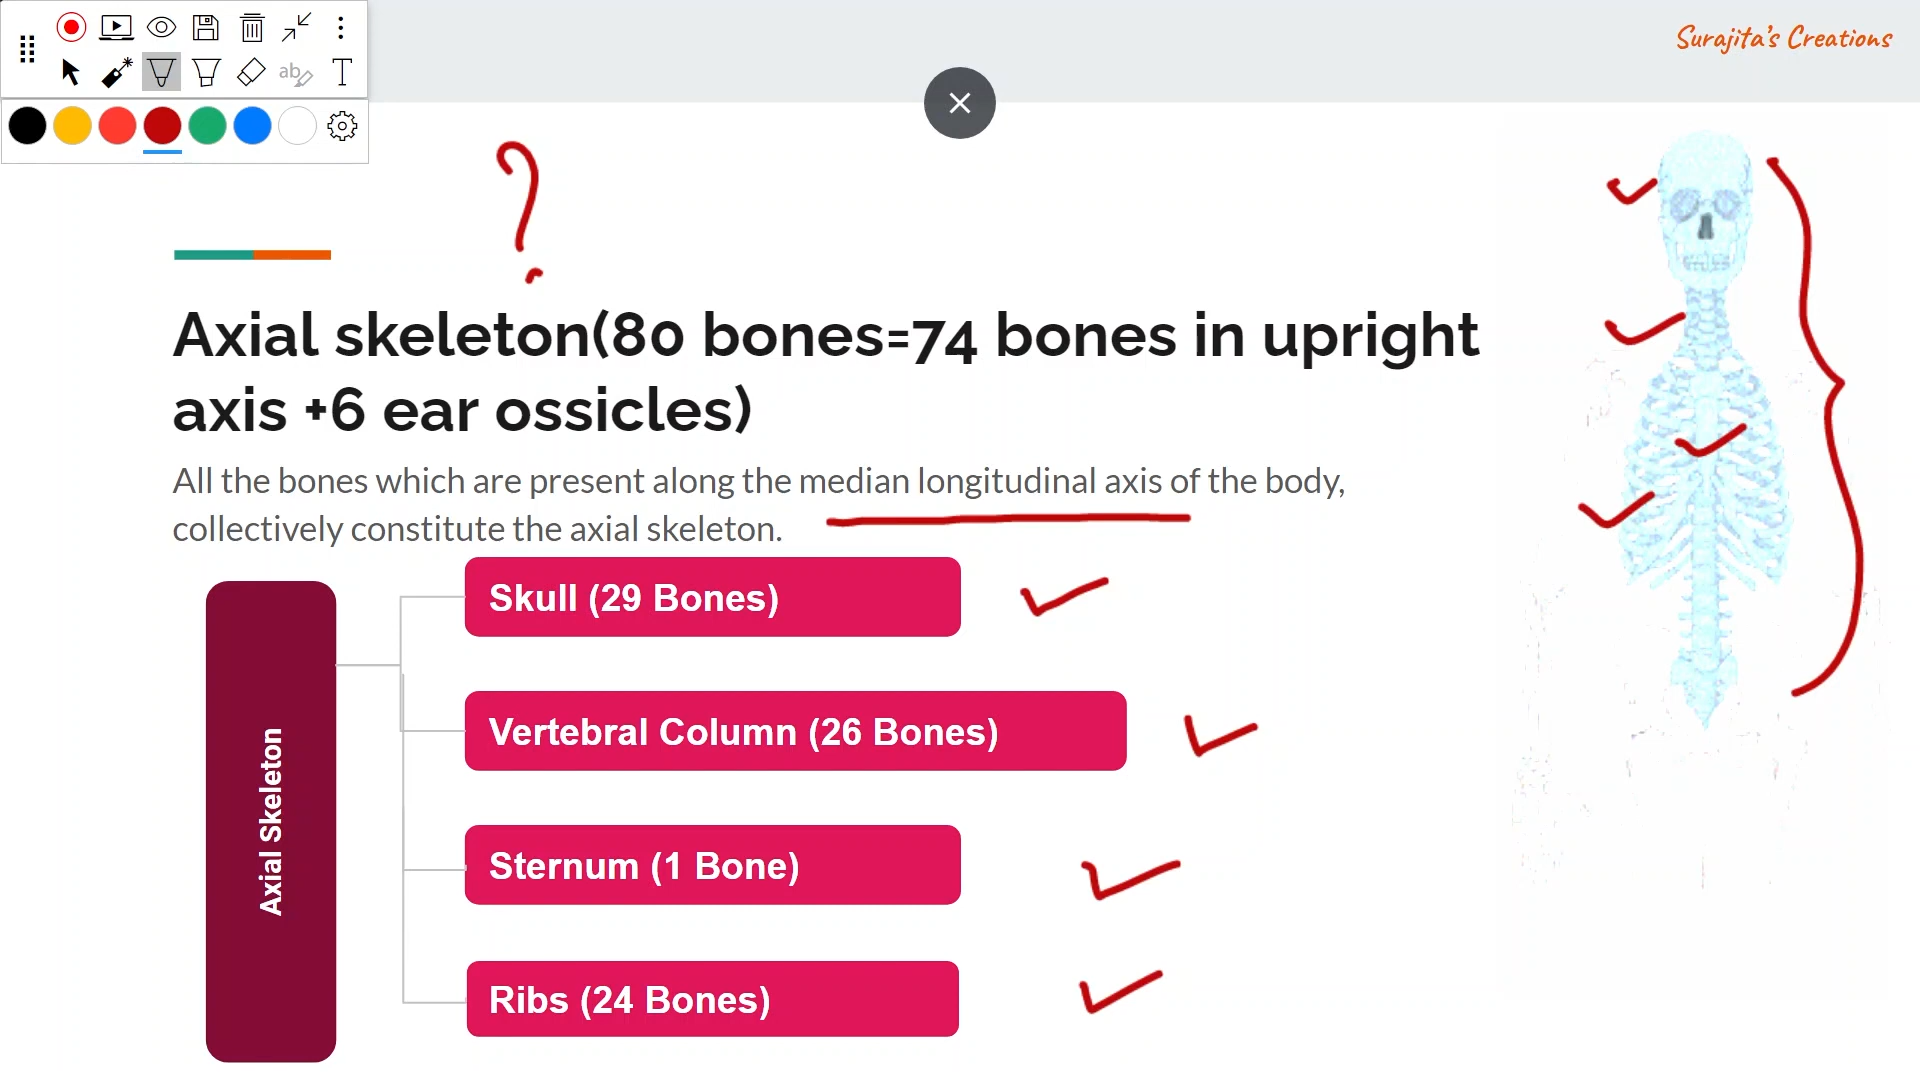 Surajita's Creations
ab
T
?
Axial skeleton(80 bones=74 bones in upright
axis +6 ear ossicles)
All the bones which are present along the median longitudinal axis of the body,
collectively constitute the axial skeleton.
Axial Skeleton
Skull (29 Bones)
Vertebral Column (26 Bones)
Sternum (1 Bone)
Ribs (24 Bones)